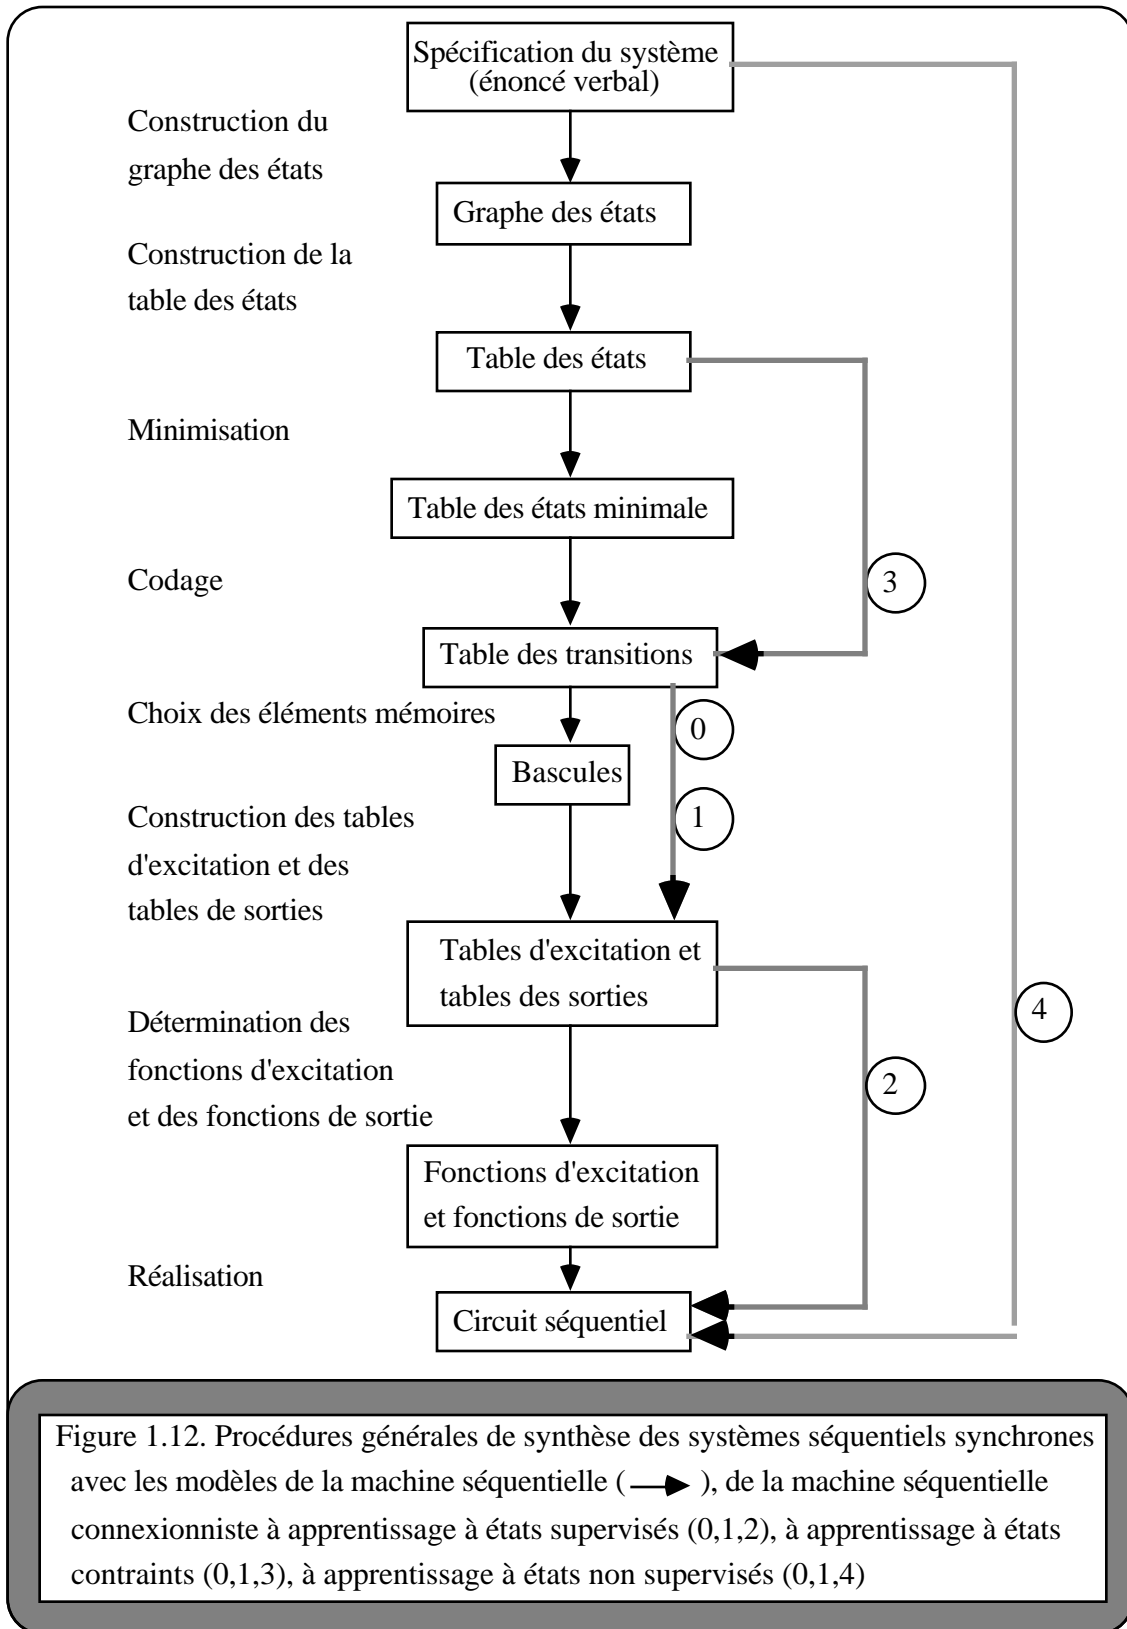 Spécification du système
(énoncé verbal)
Construction du
graphe des états
Graphe des états
Construction de la
table des états
Table des états
Minimisation
Table des états minimale
Codage
3
Table des transitions
Choix des éléments mémoires
0
Bascules
Construction des tables
1
d'excitation et des
tables de sorties
Tables d'excitation et
tables des sorties
4
Détermination des
fonctions d'excitation
2
et des fonctions de sortie
Fonctions d'excitation
et fonctions de sortie
Réalisation
Circuit séquentiel
Figure 1.12. Procédures générales de synthèse des systèmes séquentiels synchrones
avec les modèles de la machine séquentielle ( ), de la machine séquentielle
connexionniste à apprentissage à états supervisés (0,1,2), à apprentissage à états
contraints (0,1,3), à apprentissage à états non supervisés (0,1,4)